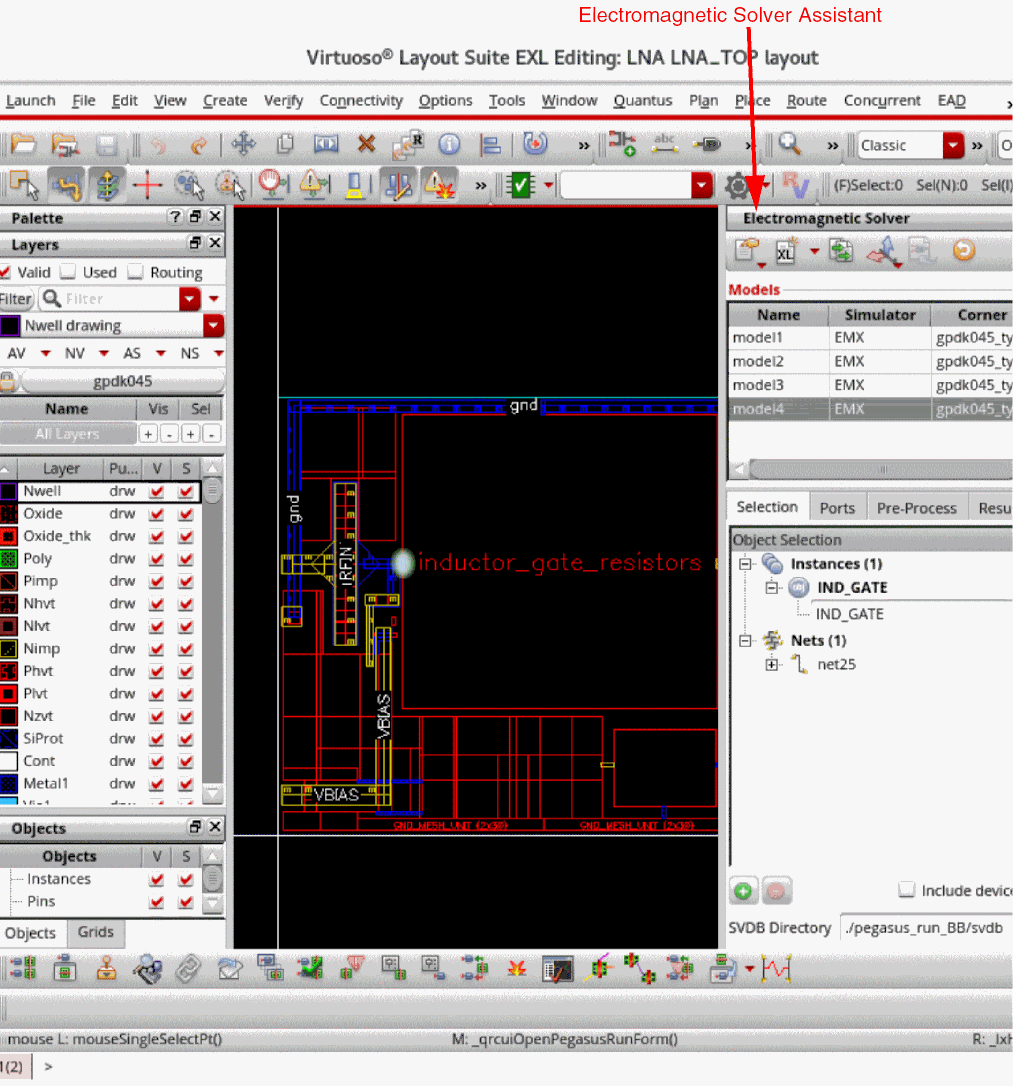 Electromagnetic Solver Assistant
Virtuoso® Layout Suite EXL Editing: LNA LNA_TOP layout
Launch File Edit View Create Verify Connectivity Options Tools Window Quantus Plan Place Route Concurrent EAD
abc Classic
(F)Select:0 Sel(N):0 Sel(I)
Palette
Layers
Valid Used Routing
Filter Filter
Nwell drawing
AV NV AS NS
gpdk045
Name Vis Sel
All Layers + - + -
Layer Pu... V S
Nwell drw
Oxide drw
Oxide_thk drw
Poly drw
Pimp drw
Nhvt drw
Nlvt drw
Nimp drw
Phvt drw
Plvt drw
Nzvt drw
SiProt drw
Cont drw
Metal1 drw
Objects
Objects V S
Instances
Pins
Objects Grids
gnd
gnd
RFIN
inductor_gate_resistors
VBIAS
VBIAS
GND_MESH_UNIT (2x30) GND_MESH_UNIT (2x30)
Electromagnetic Solver
XL
Models
Name Simulator Corner
model1 EMX gpdk045_ty
model2 EMX gpdk045_ty
model3 EMX gpdk045_ty
model4 EMX gpdk045_ty
Selection Ports Pre-Process Resu
Object Selection
Instances (1)
IND_GATE
IND_GATE
Nets (1)
net25
Include device
SVDB Directory ./pegasus_run_BB/svdb
mouse L: mouseSingleSelectPt() M: _qrcuiOpenPegasusRunForm() R: _lxH
1(2) >